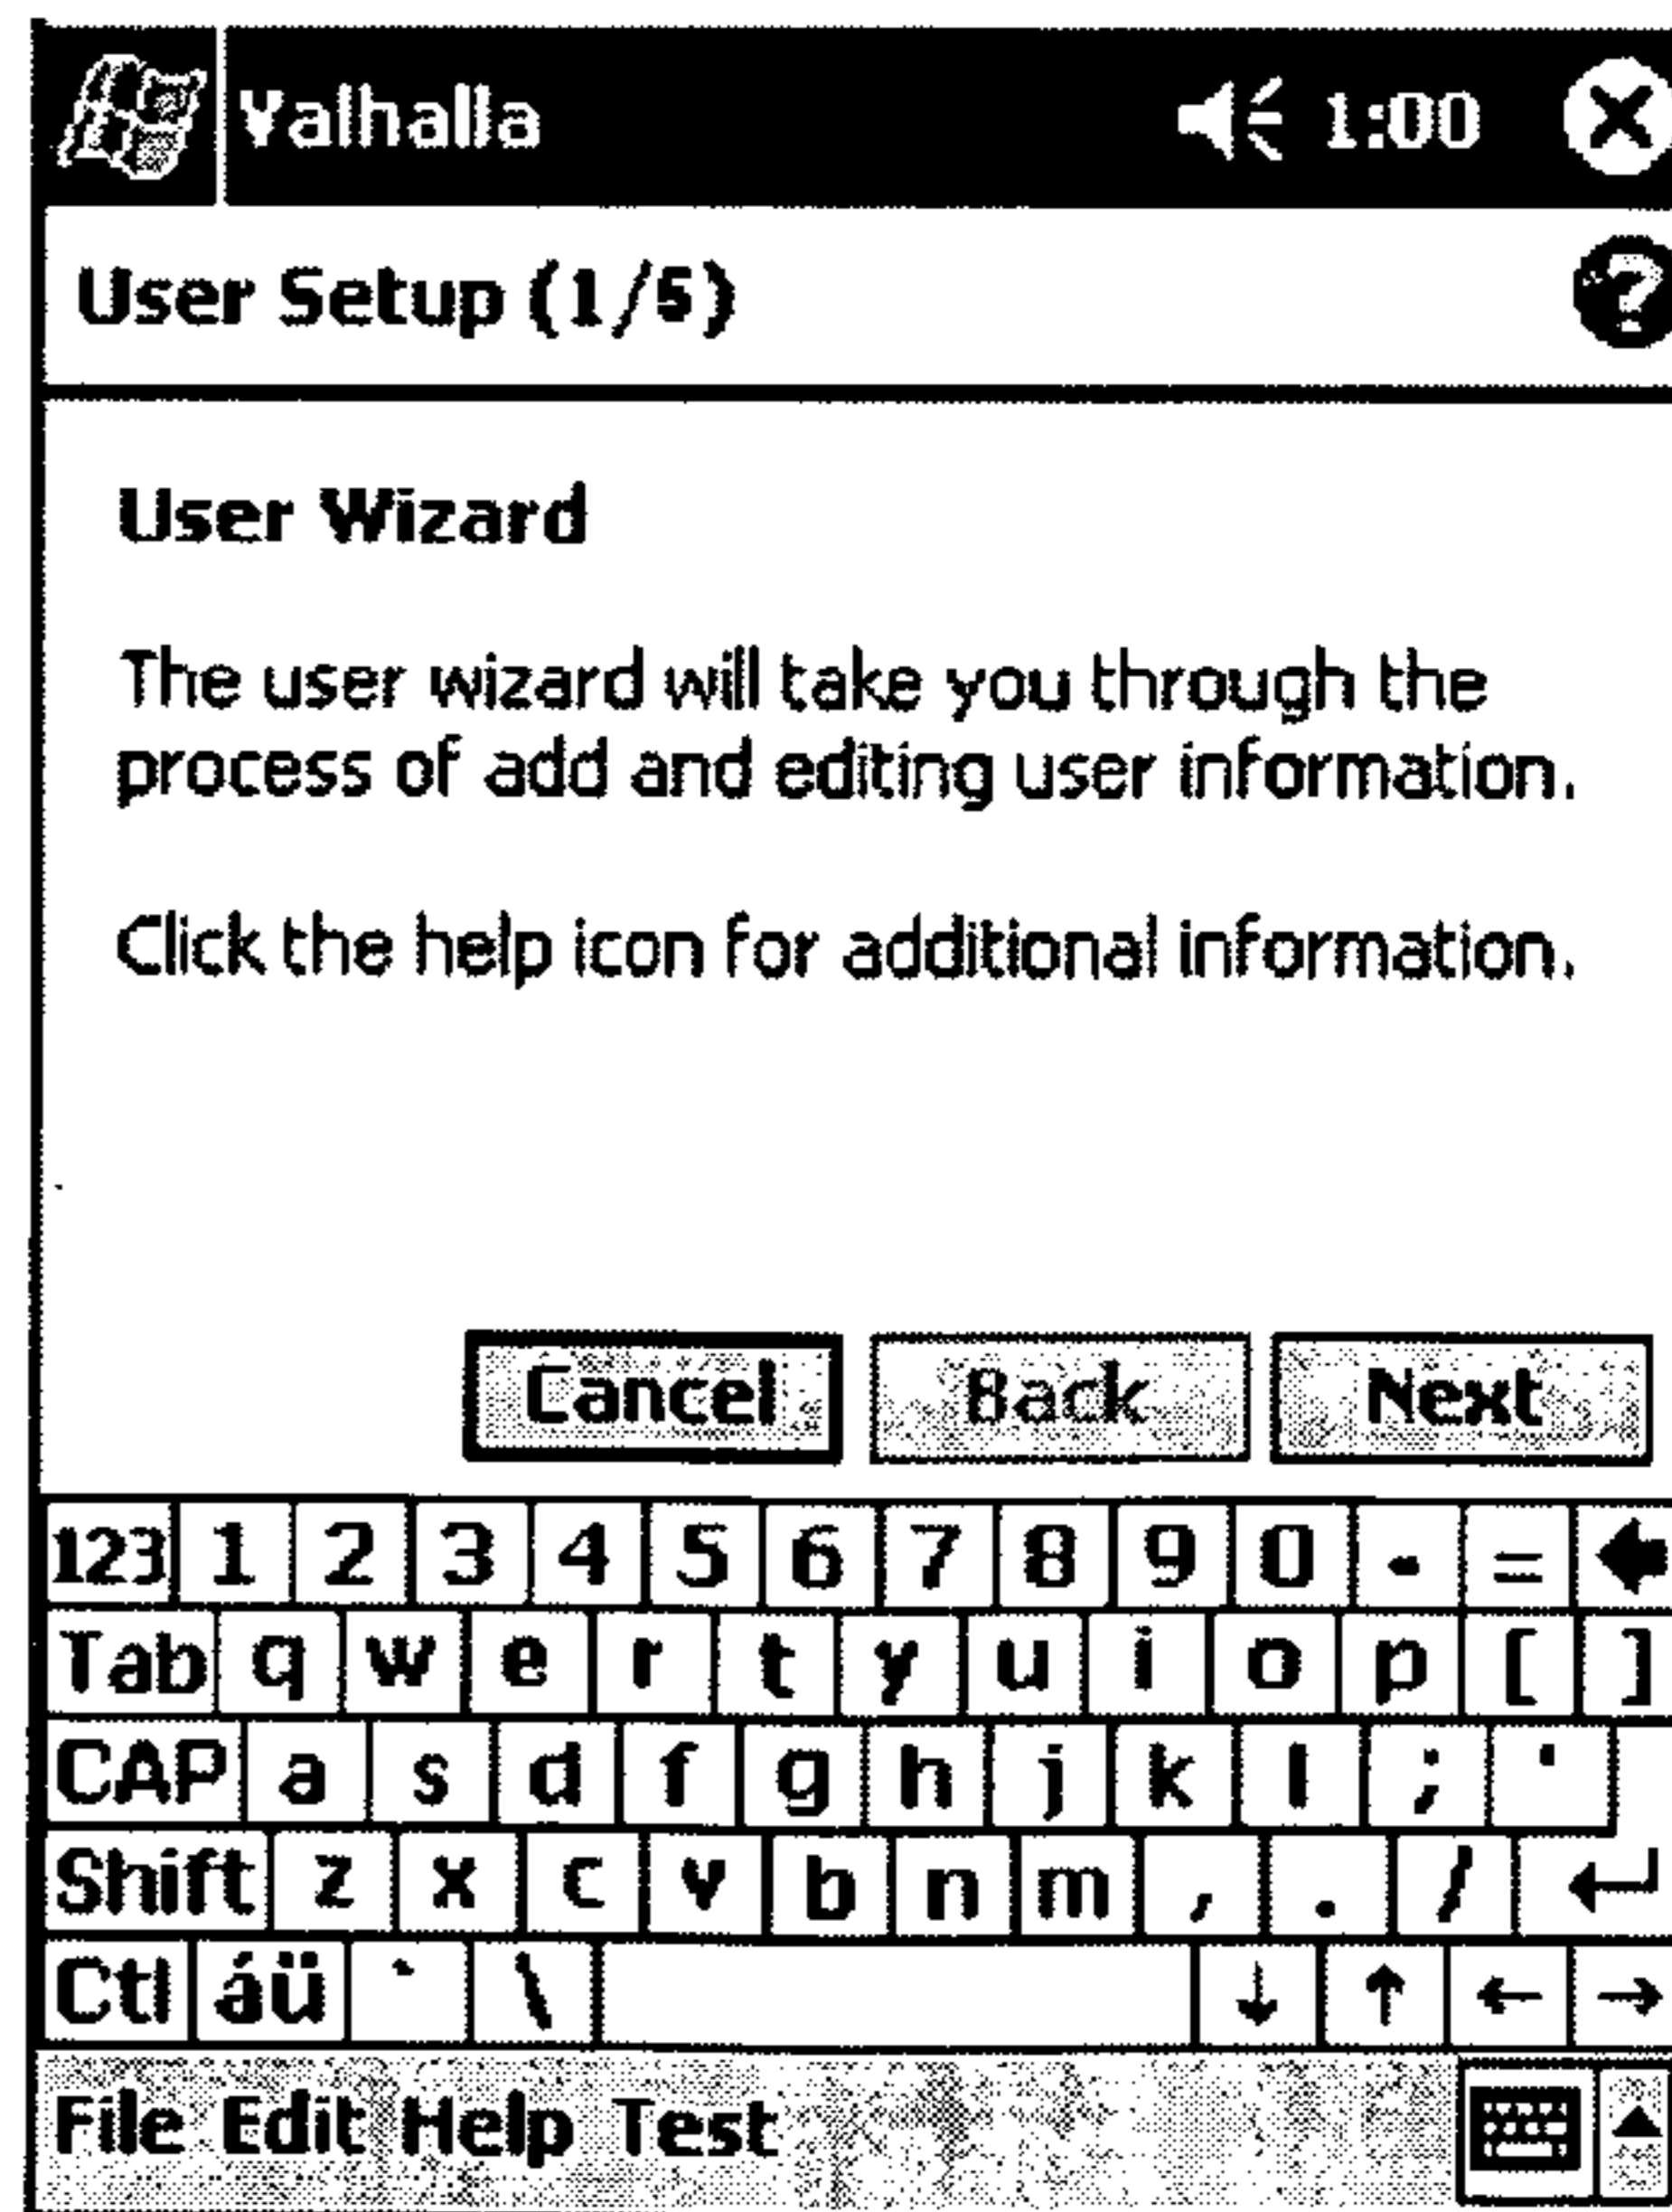 Valhalla 1:00
User Setup (1/5) ?
User Wizard
The user wizard will take you through the
process of add and editing user information.
Click the help icon for additional information.
Cancel Back Next
123 1 2 3 4 5 6 7 8 9 0 - =
Tab q w e r t y u i o p [ ]
CAP a s d f g h j k l ; '
Shift z x c v b n m , . /
Ctl áü ` \
File Edit Help Test